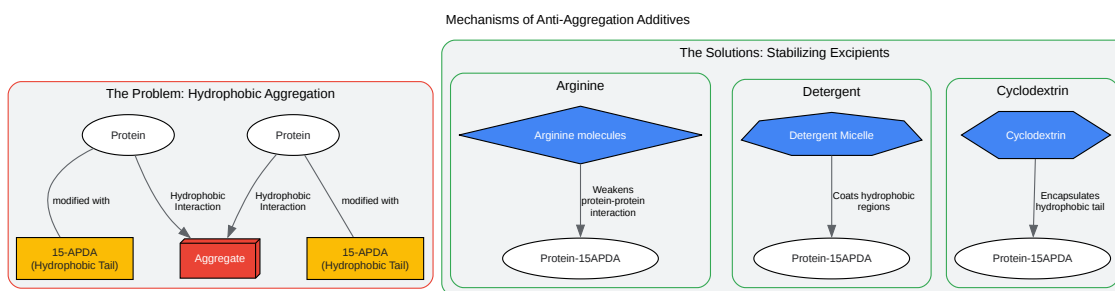 Mechanisms of Anti-Aggregation Additives
The Problem: Hydrophobic Aggregation
Protein
Protein
modified with
Hydrophobic
Interaction
Hydrophobic
Interaction
modified with
15-APDA
(Hydrophobic Tail)
Aggregate
15-APDA
(Hydrophobic Tail)
The Solutions: Stabilizing Excipients
Arginine
Arginine molecules
Weakens
protein-protein
interaction
Protein-15APDA
Detergent
Detergent Micelle
Coats hydrophobic
regions
Protein-15APDA
Cyclodextrin
Cyclodextrin
Encapsulates
hydrophobic tail
Protein-15APDA